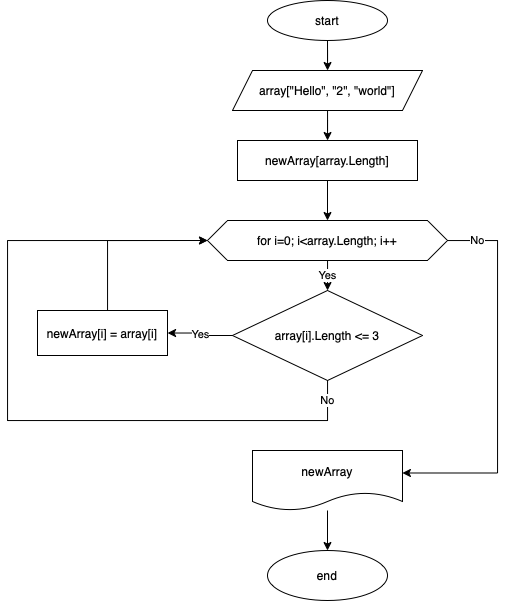 start
array["Hello", "2", "world"]
newArray[array.Length]
for i=0; i<array.Length; i++
No
Yes
newArray[i] = array[i]
Yes
array[i].Length <= 3
No
newArray
end